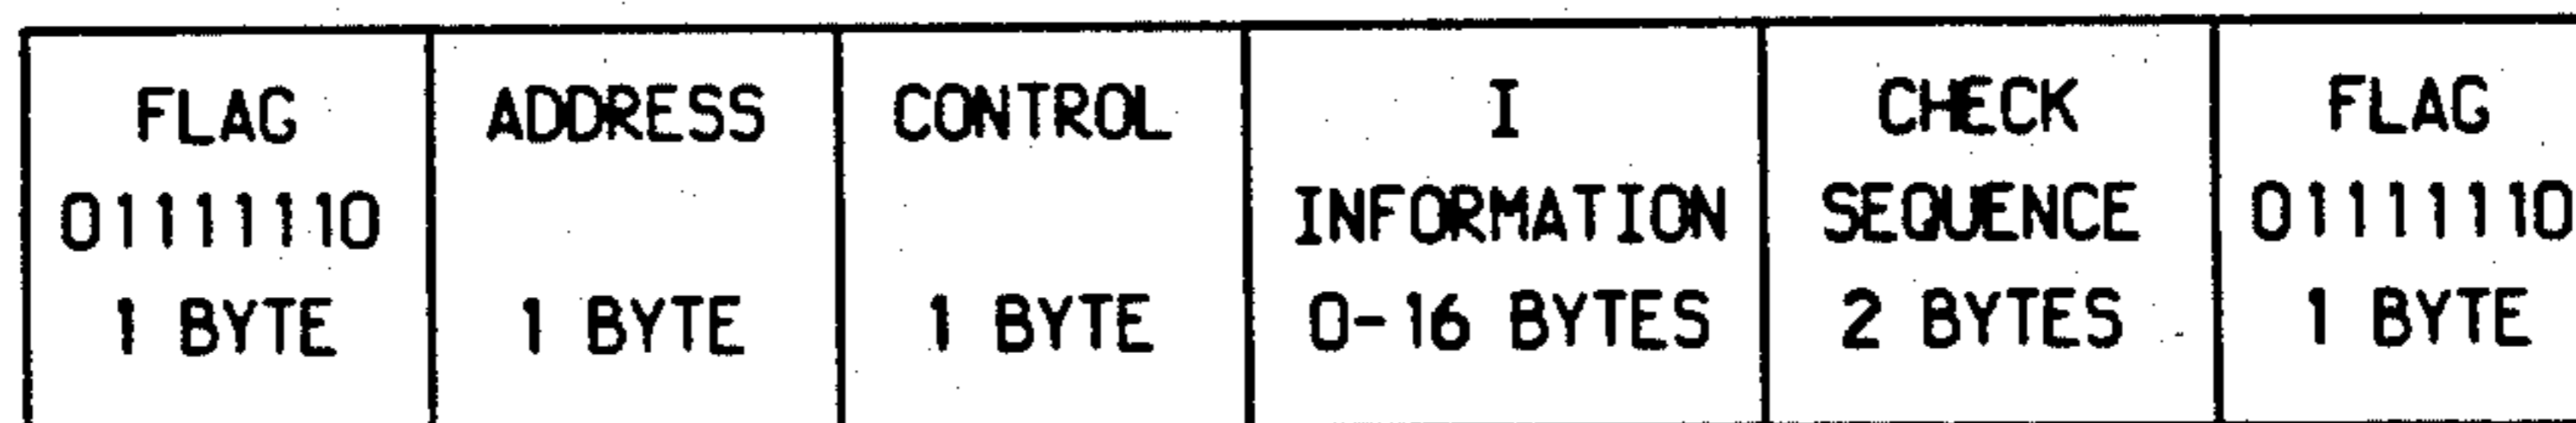 FLAG ADDRESS CONTROL I CHECK FLAG
01111110 INFORMATION SEQUENCE 01111110
1 BYTE 1 BYTE 1 BYTE 0-16 BYTES 2 BYTES 1 BYTE